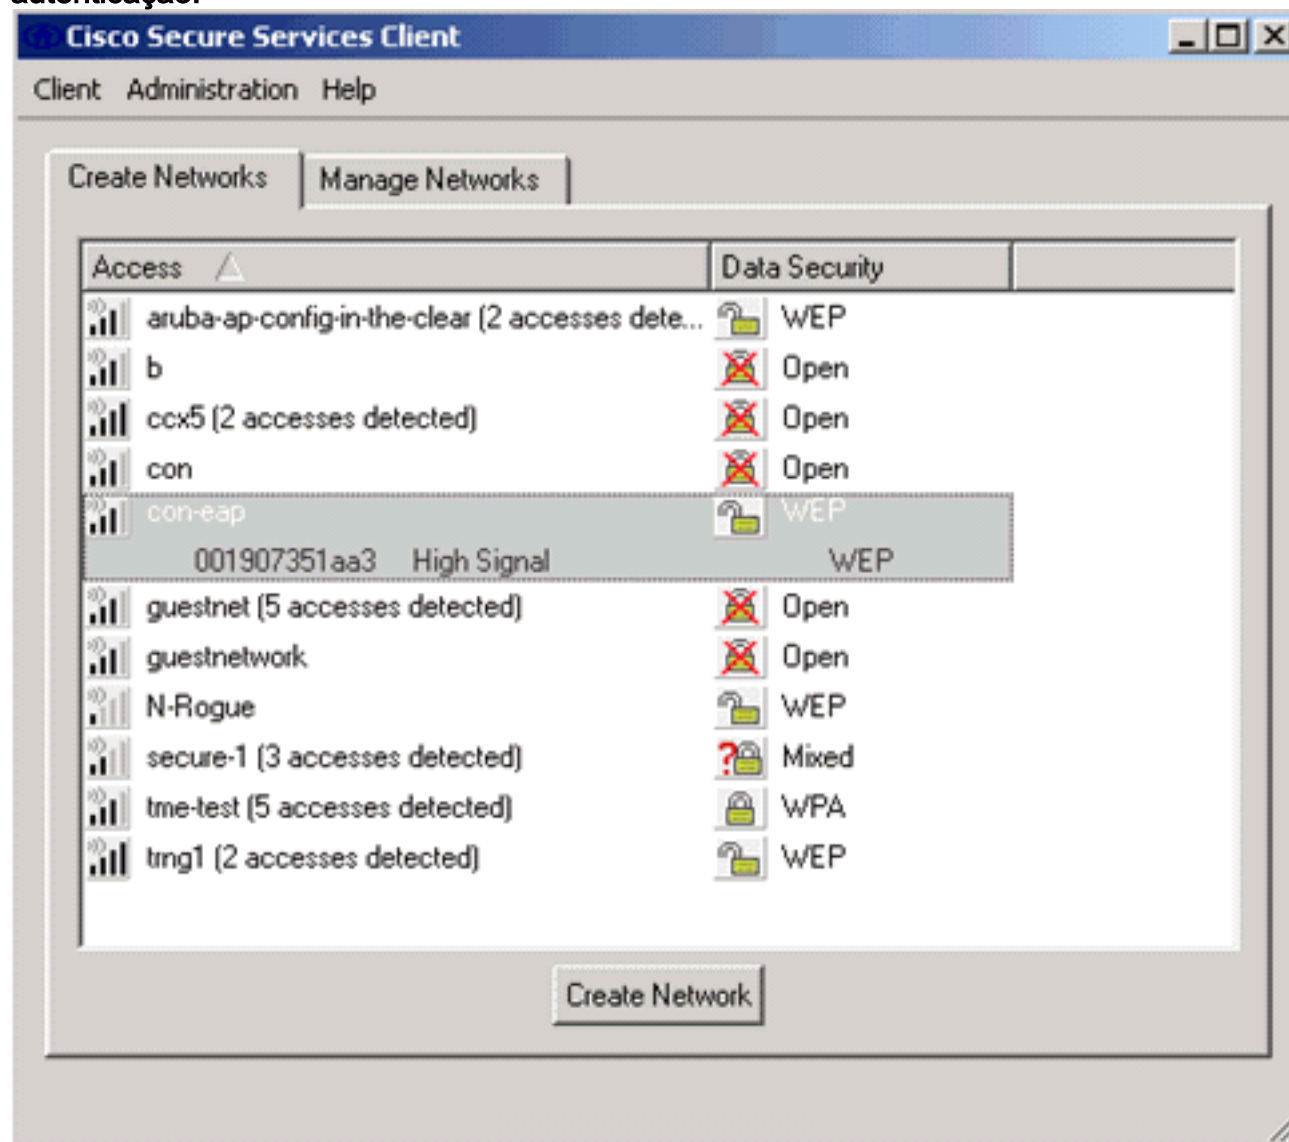 autenticação.
Cisco Secure Services Client
Client Administration Help
Create Networks Manage Networks
Access Data Security
aruba-ap-config-in-the-clear (2 accesses dete... WEP
b Open
ccx5 (2 accesses detected) Open
con Open
con-eap WEP
001907351aa3 High Signal WEP
guestnet (5 accesses detected) Open
guestnetwork Open
N-Rogue WEP
secure-1 (3 accesses detected) Mixed
tme-test (5 accesses detected) WPA
trng1 (2 accesses detected) WEP
Create Network